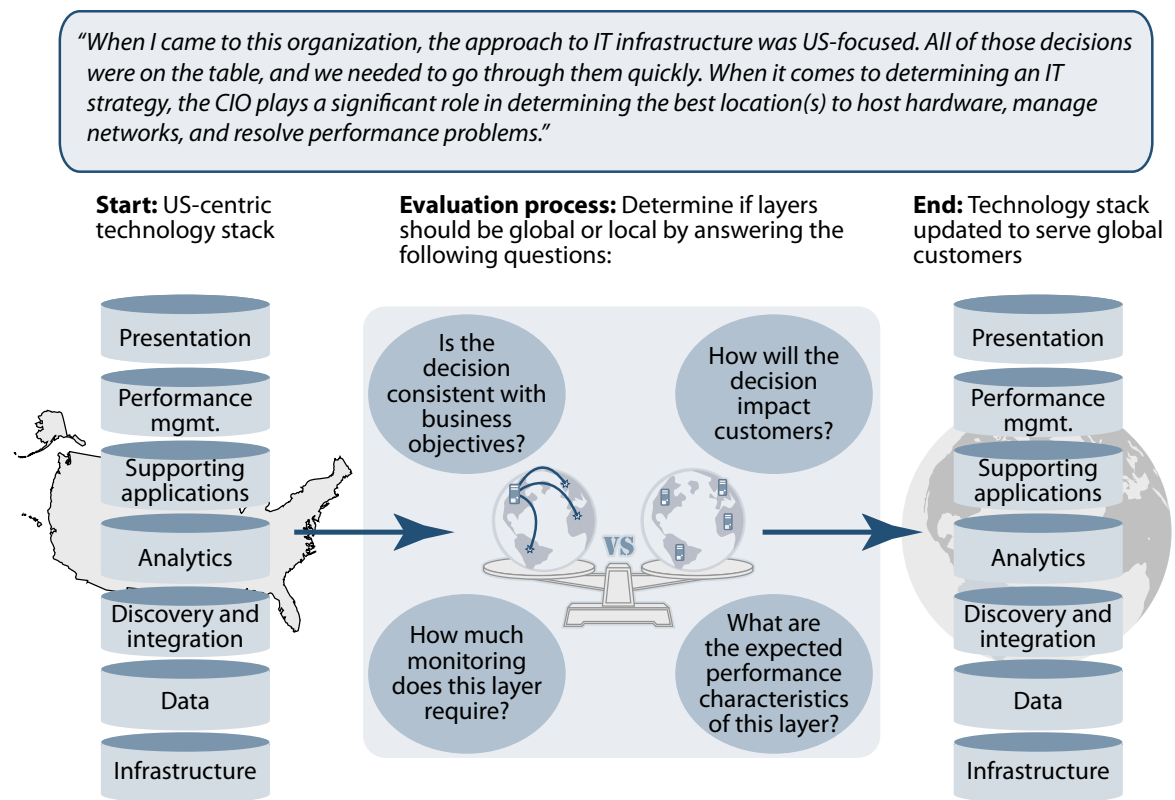 “When I came to this organization, the approach to IT infrastructure was US-focused. All of those decisions
were on the table, and we needed to go through them quickly. When it comes to determining an IT
strategy, the CIO plays a significant role in determining the best location(s) to host hardware, manage
networks, and resolve performance problems.”
Start: US-centric
technology stack
Evaluation process: Determine if layers
should be global or local by answering the
following questions:
End: Technology stack
updated to serve global
customers
Presentation
Performance
mgmt.
Supporting
applications
Analytics
Discovery and
integration
Data
Infrastructure
Is the
decision
consistent with
business
objectives?
How will the
decision
impact
customers?
VS
How much
monitoring
does this layer
require?
What are
the expected
performance
characteristics
of this layer?
Presentation
Performance
mgmt.
Supporting
applications
Analytics
Discovery and
integration
Data
Infrastructure